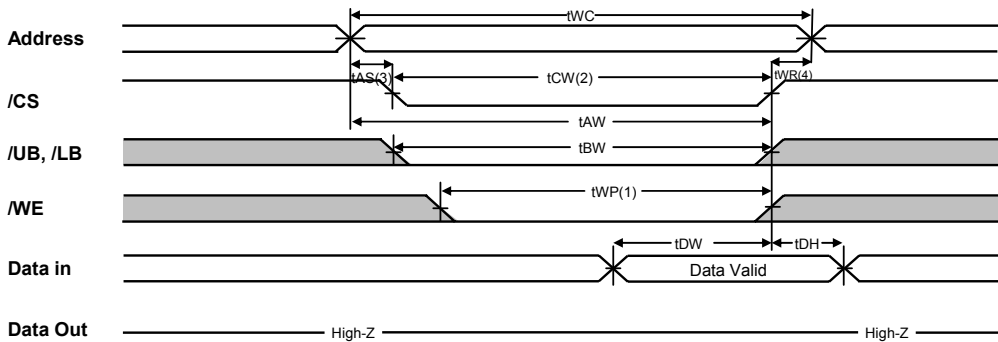 tWC
Address
tAS(3) tCW(2) tWR(4)
/CS
tAW
/UB, /LB tBW
/WE tWP(1)
tDW tDH
Data in Data Valid
Data Out High-Z High-Z